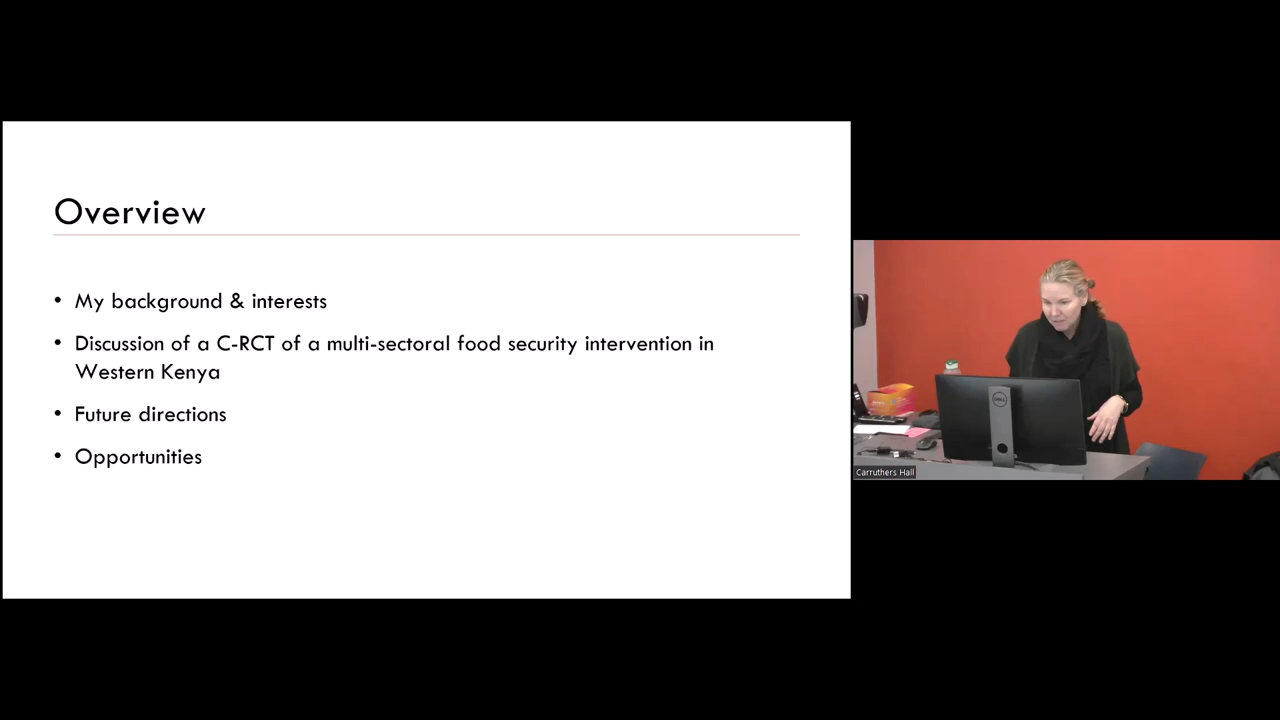 Overview
• My background & interests
• Discussion of a C-RCT of a multi-sectoral food security intervention in
Western Kenya
• Future directions
• Opportunities
DELL
Carruthers Hall